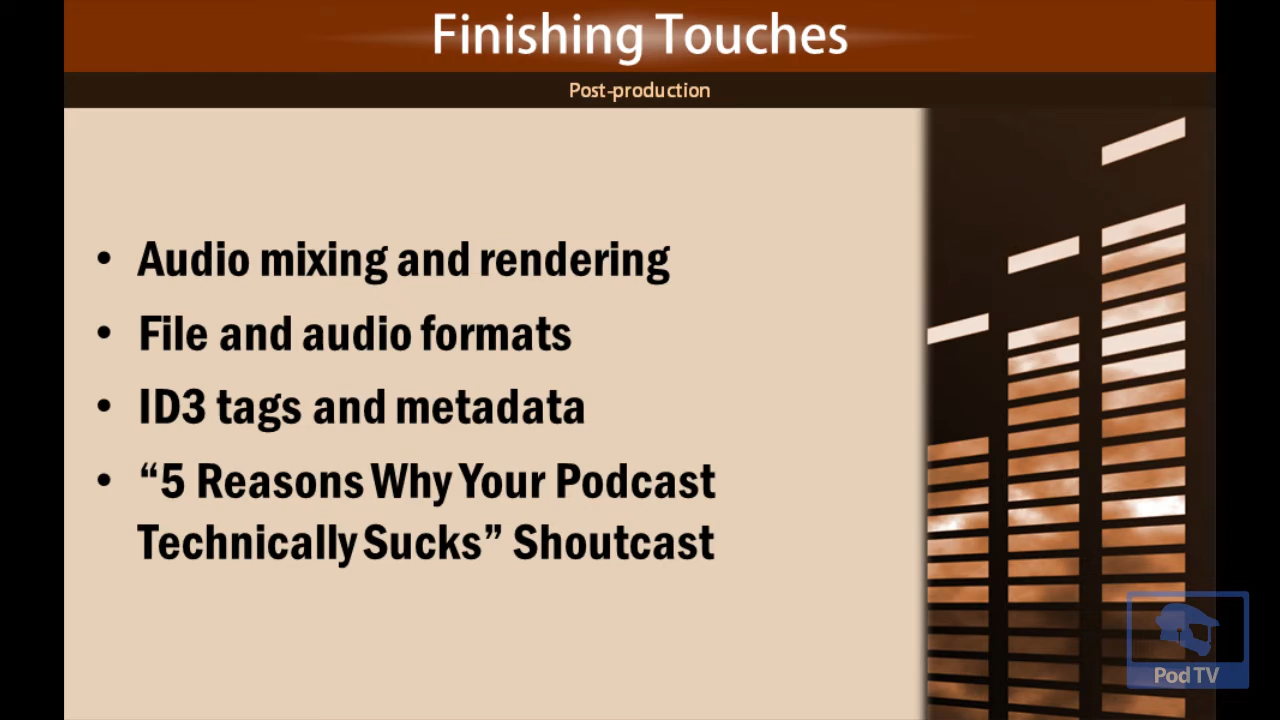 Finishing Touches
Post-production
• Audio mixing and rendering
• File and audio formats
• ID3 tags and metadata
• “5 Reasons Why Your Podcast
Technically Sucks” Shoutcast
Pod TV